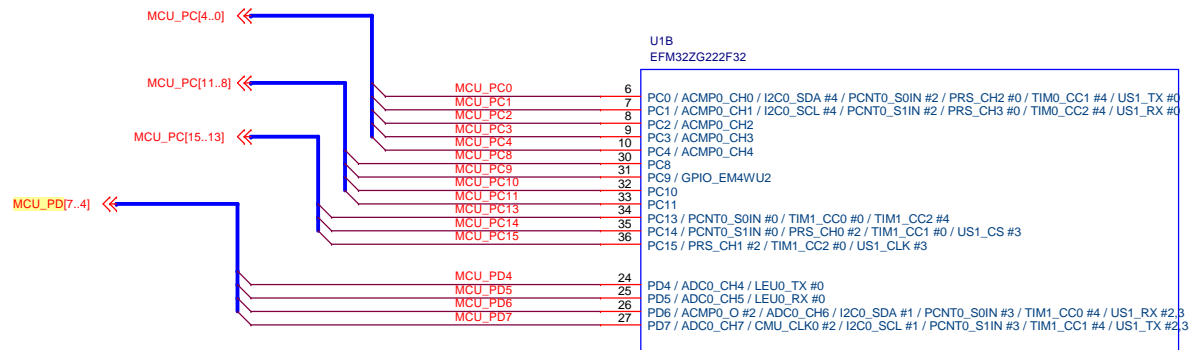 MCU_PC[4..0]
U1B
EFM32ZG222F32
MCU_PC[11..8]
MCU_PC0 6 PC0 / ACMP0_CH0 / I2C0_SDA #4 / PCNT0_S0IN #2 / PRS_CH2 #0 / TIM0_CC1 #4 / US1_TX #0
MCU_PC1 7 PC1 / ACMP0_CH1 / I2C0_SCL #4 / PCNT0_S1IN #2 / PRS_CH3 #0 / TIM0_CC2 #4 / US1_RX #0
MCU_PC2 8 PC2 / ACMP0_CH2
MCU_PC[15..13]
MCU_PC3 9 PC3 / ACMP0_CH3
MCU_PC4 10 PC4 / ACMP0_CH4
MCU_PC8 30 PC8
MCU_PC9 31 PC9 / GPIO_EM4WU2
MCU_PC10 32 PC10
MCU_PD[7..4]
MCU_PC11 33 PC11
MCU_PC13 34 PC13 / PCNT0_S0IN #0 / TIM1_CC0 #0 / TIM1_CC2 #4
MCU_PC14 35 PC14 / PCNT0_S1IN #0 / PRS_CH0 #2 / TIM1_CC1 #0 / US1_CS #3
MCU_PC15 36 PC15 / PRS_CH1 #2 / TIM1_CC2 #0 / US1_CLK #3
MCU_PD4 24 PD4 / ADC0_CH4 / LEU0_TX #0
MCU_PD5 25 PD5 / ADC0_CH5 / LEU0_RX #0
MCU_PD6 26 PD6 / ACMP0_O #2 / ADC0_CH6 / I2C0_SDA #1 / PCNT0_S0IN #3 / TIM1_CC0 #4 / US1_RX #2,3
MCU_PD7 27 PD7 / ADC0_CH7 / CMU_CLK0 #2 / I2C0_SCL #1 / PCNT0_S1IN #3 / TIM1_CC1 #4 / US1_TX #2,3